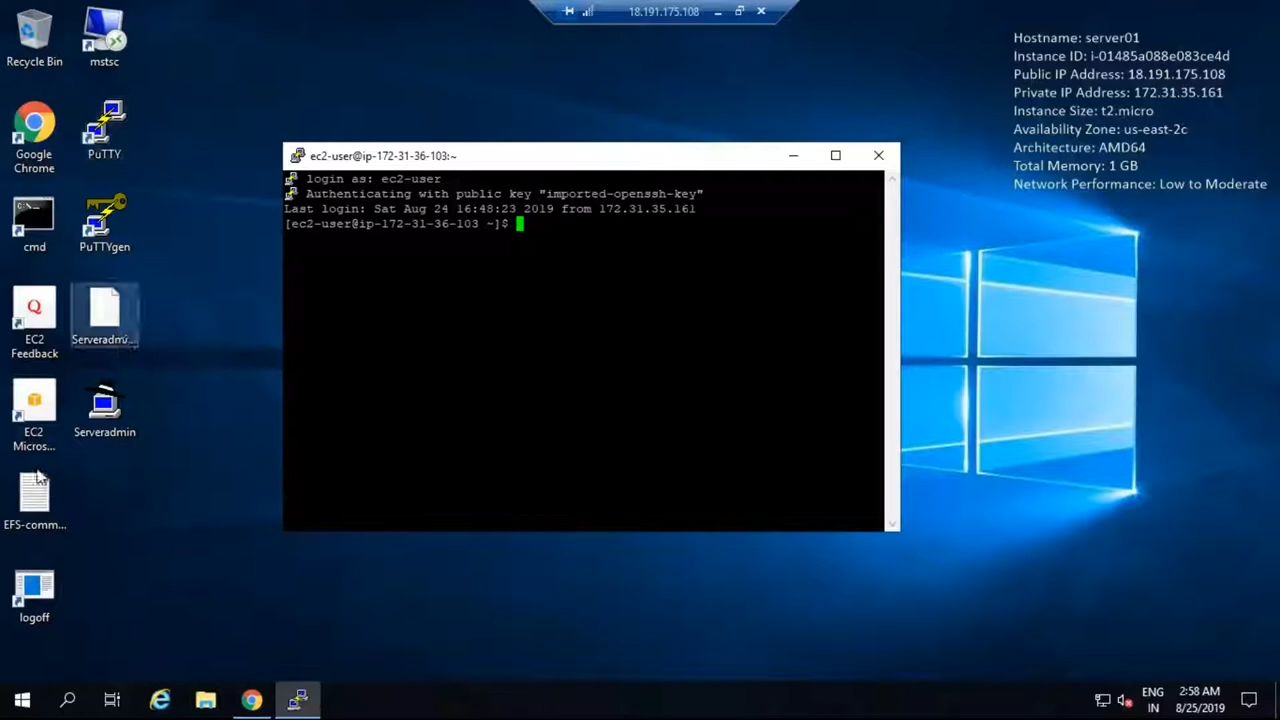 18.191.175.108
Hostname: server01
Instance ID: i-01485a088e083ce4d
Public IP Address: 18.191.175.108
Private IP Address: 172.31.35.161
Instance Size: t2.micro
Availability Zone: us-east-2c
Architecture: AMD64
Total Memory: 1 GB
Network Performance: Low to Moderate
Recycle Bin
mstsc
Google
Chrome
PuTTY
cmd
PuTTYgen
EC2
Feedback
Serveradmi...
EC2
Micros...
Serveradmin
EFS-comm...
logoff
ec2-user@ip-172-31-36-103:~
login as: ec2-user
Authenticating with public key "imported-openssh-key"
Last login: Sat Aug 24 16:48:23 2019 from 172.31.35.161
[ec2-user@ip-172-31-36-103 ~]$
ENG
IN
2:58 AM
8/25/2019